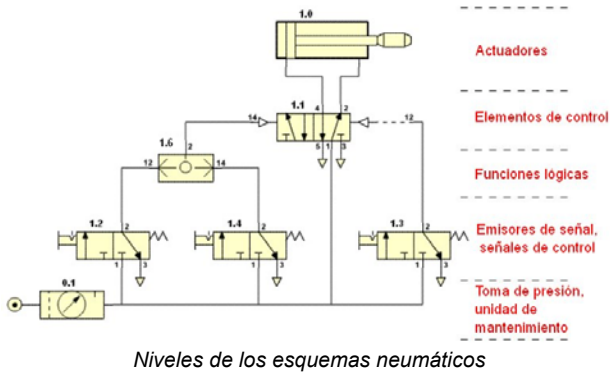 1.0
Actuadores
4 2
14 1.1 12
5 1 3
Elementos de control
1.6
2
12 14
Funciones lógicas
1.2 2
1 3
1.4 2
1 3
1.3 2
1 3
Emisores de señal,
señales de control
0.1
Toma de presión,
unidad de
mantenimiento
Niveles de los esquemas neumáticos